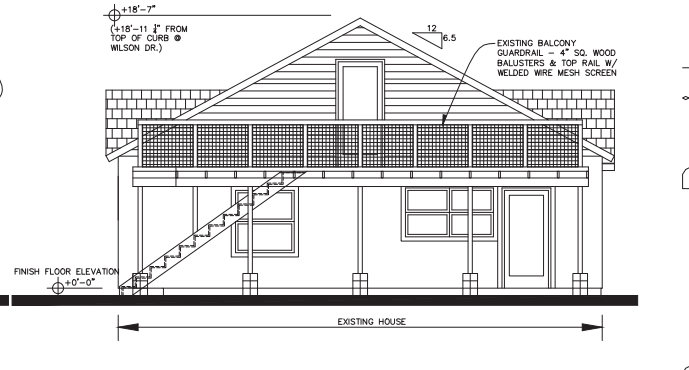 +18'-7"
(+18'-11 ½" FROM
TOP OF CURB @
WILSON DR.)
12
6.5
EXISTING BALCONY
GUARDRAIL - 4" SQ. WOOD
BALUSTERS & TOP RAIL W/
WELDED WIRE MESH SCREEN
FINISH FLOOR ELEVATION
+0'-0"
EXISTING HOUSE